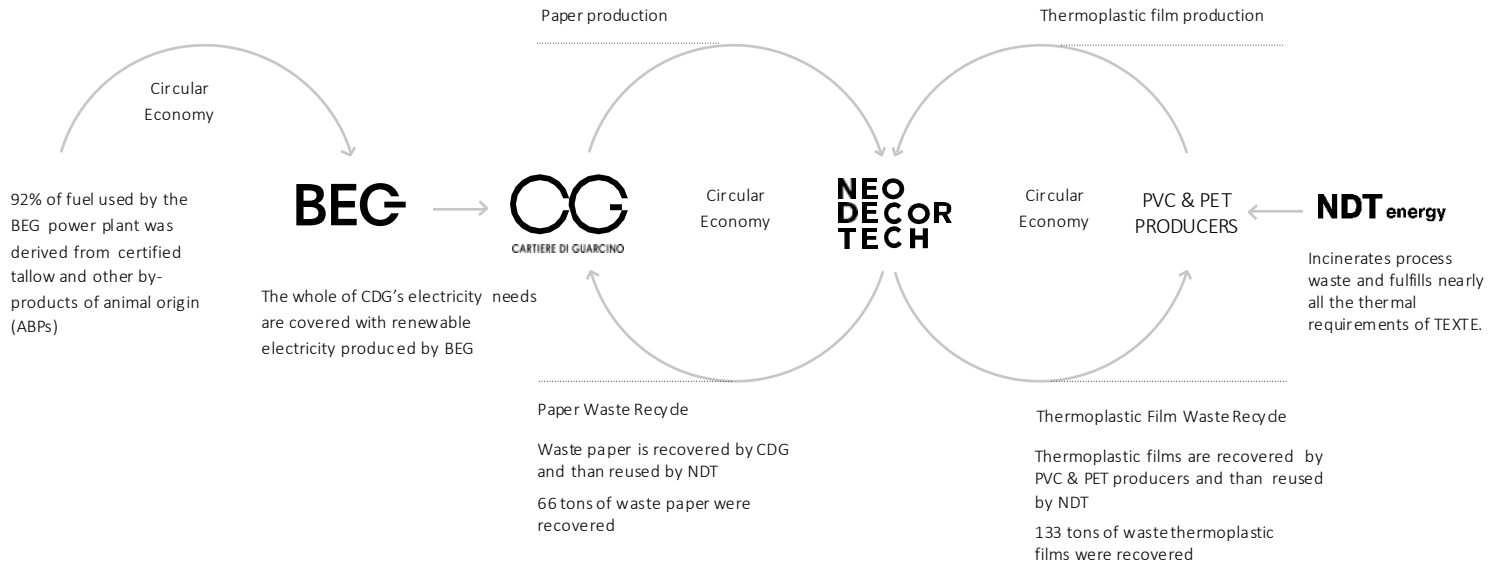 Paper production
Thermoplastic film production
Circular
Economy
92% of fuel used by the
BEG power plant was
derived from certified
tallow and other by-
products of animal origin
(ABPs)
BEG
The whole of CDG's electricity needs
are covered with renewable
electricity produced by BEG
CG
CARTIERE DI GUARCINO
Circular
Economy
NEO
DECOR
TECH
Circular
Economy
PVC & PET
PRODUCERS
NDT energy
Incinerates process
waste and fulfills nearly
all the thermal
requirements of TEXTE.
Paper Waste Recycle
Waste paper is recovered by CDG
and than reused by NDT
66 tons of waste paper were
recovered
Thermoplastic Film Waste Recycle
Thermoplastic films are recovered by
PVC & PET producers and than reused
by NDT
133 tons of waste thermoplastic
films were recovered